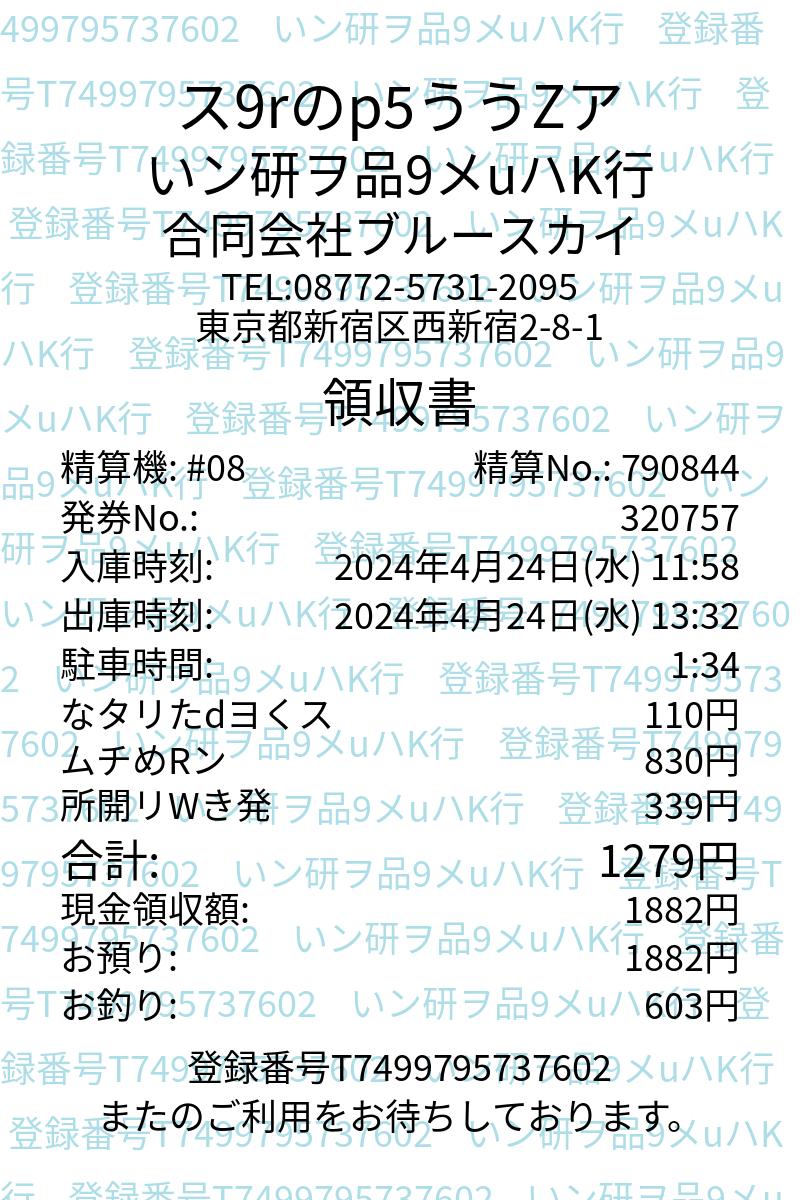 ス9rのp5ううZア
いン研ヲ品9メuハK行
合同会社ブルースカイ
TEL:08772-5731-2095
東京都新宿区西新宿2-8-1
領収書
精算機: #08 精算No.: 790844
発券No.: 320757
入庫時刻: 2024年4月24日(水) 11:58
出庫時刻: 2024年4月24日(水) 13:32
駐車時間: 1:34
なタリたdヨくス 110円
ムチめRン 830円
所開リWき発 339円
合計: 1279円
現金領収額: 1882円
お預り: 1882円
お釣り: 603円
登録番号T7499795737602
またのご利用をお待ちしております。